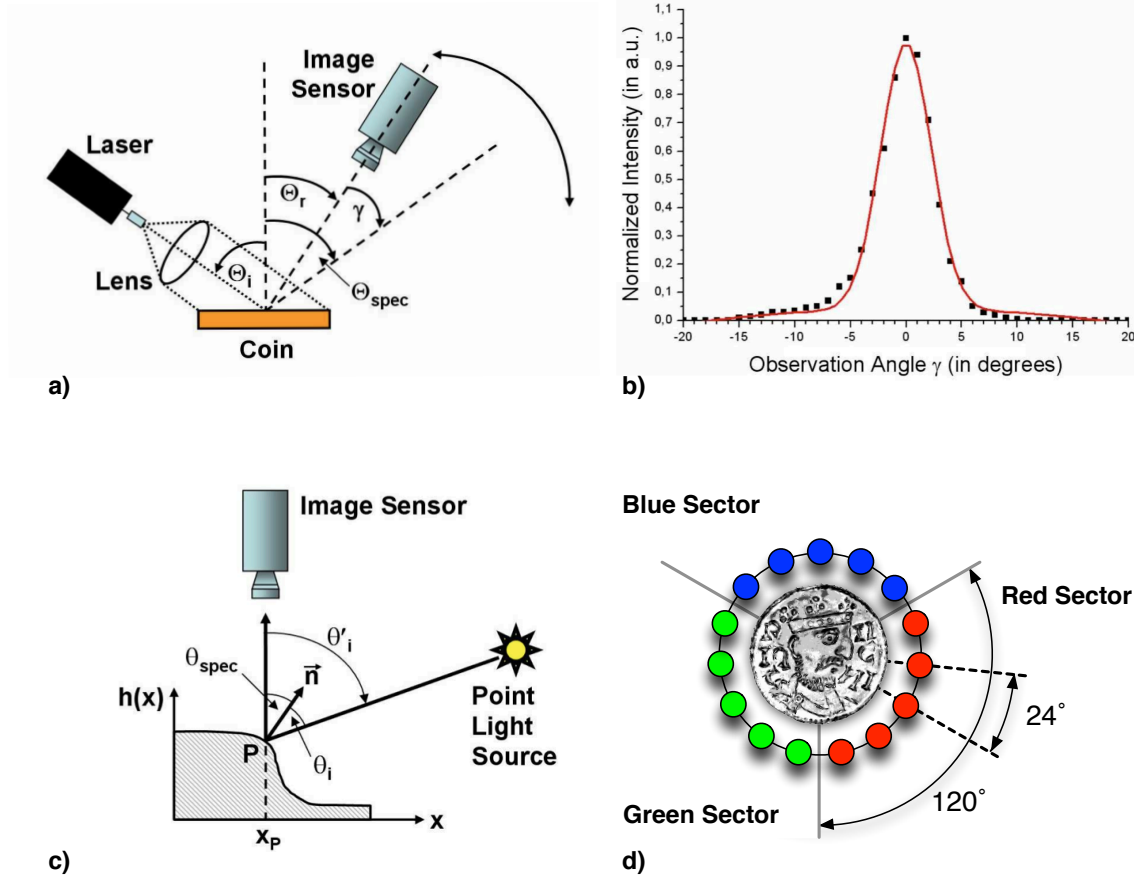 Image
Sensor
Laser
Θr
γ
Lens
Θi
Θspec
Coin
a)
Normalized Intensity (in a.u.)
1,1
1,0
0,9
0,8
0,7
0,6
0,5
0,4
0,3
0,2
0,1
0,0
-20 -15 -10 -5 0 5 10 15 20
Observation Angle γ (in degrees)
b)
Image Sensor
θ'i
θspec
n
h(x)
P
θi
Point
Light
Source
x
xP
c)
Blue Sector
Red Sector
24°
120°
Green Sector
d)